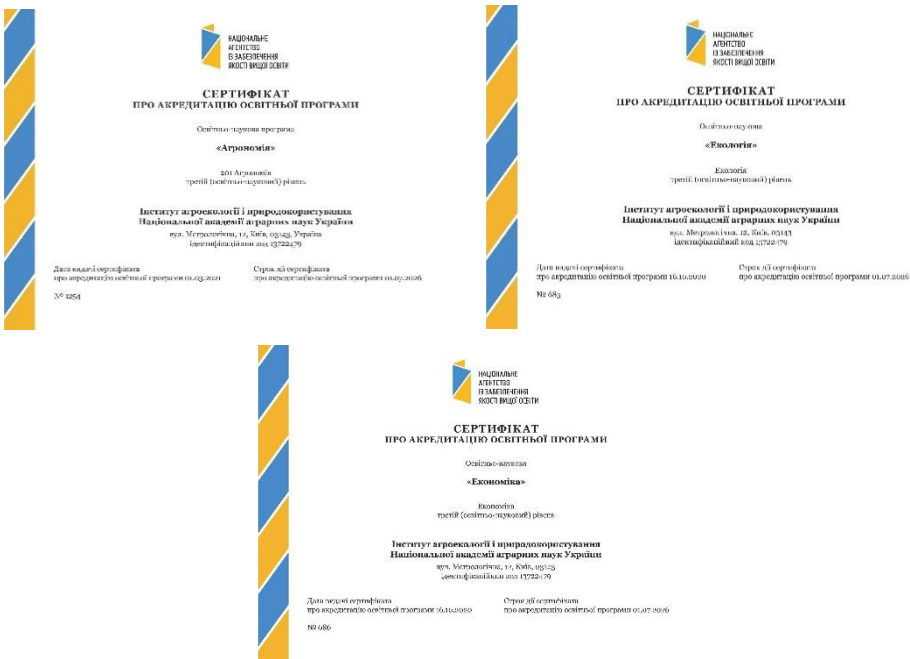 НАЦІОНАЛЬНЕ
АГЕНТСТВО
ІЗ ЗАБЕЗПЕЧЕННЯ
ЯКОСТІ ВИЩОЇ ОСВІТИ
СЕРТИФІКАТ
ПРО АКРЕДИТАЦІЮ ОСВІТНЬОЇ ПРОГРАМИ
Освітньо-наукова програма
«Агрономія»
201 Агрономія
третій (освітньо-науковий) рівень
Інститут агроекології і природокористування
Національної академії аграрних наук України
вул. Метрологічна, 12, Київ, 03143, Україна
ідентифікаційний код 13722479
Дата видачі сертифіката
про акредитацію освітньої програми 01.03.2021
Строк дії сертифіката
про акредитацію освітньої програми 01.07.2026
№ 1254
НАЦІОНАЛЬНЕ
АГЕНТСТВО
ІЗ ЗАБЕЗПЕЧЕННЯ
ЯКОСТІ ВИЩОЇ ОСВІТИ
СЕРТИФІКАТ
ПРО АКРЕДИТАЦІЮ ОСВІТНЬОЇ ПРОГРАМИ
Освітньо-наукова
«Екологія»
Екологія
третій (освітньо-науковий) рівень
Інститут агроекології і природокористування
Національної академії аграрних наук України
вул. Метрологічна, 12, Київ, 03143
ідентифікаційний код 13722479
Дата видачі сертифіката
про акредитацію освітньої програми 16.10.2020
Строк дії сертифіката
про акредитацію освітньої програми 01.07.2026
№ 683
НАЦІОНАЛЬНЕ
АГЕНТСТВО
ІЗ ЗАБЕЗПЕЧЕННЯ
ЯКОСТІ ВИЩОЇ ОСВІТИ
СЕРТИФІКАТ
ПРО АКРЕДИТАЦІЮ ОСВІТНЬОЇ ПРОГРАМИ
Освітньо-наукова
«Економіка»
Економіка
третій (освітньо-науковий) рівень
Інститут агроекології і природокористування
Національної академії аграрних наук України
вул. Метрологічна, 12, Київ, 03143
ідентифікаційний код 13722479
Дата видачі сертифіката
про акредитацію освітньої програми 16.10.2020
Строк дії сертифіката
про акредитацію освітньої програми 01.07.2026
№ 686